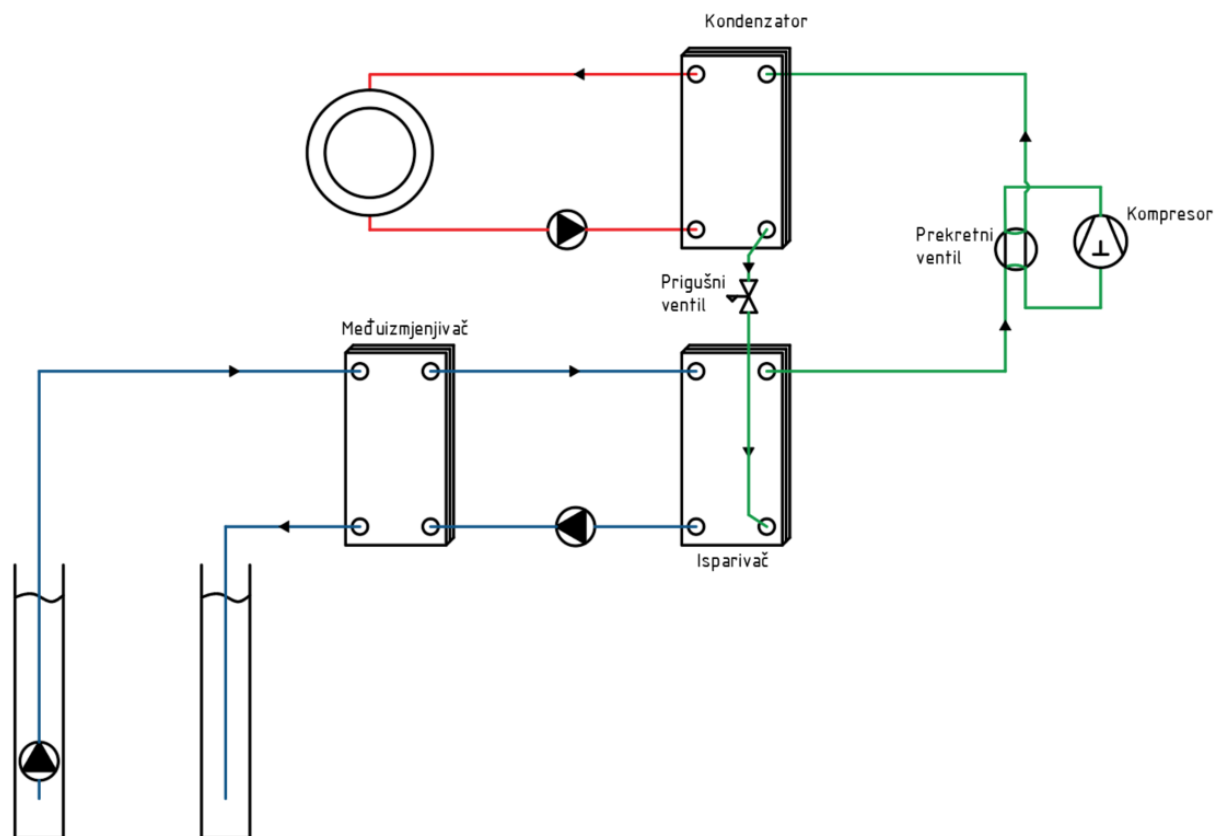 Kondenzator
Kompresor
Prekretni
ventil
Prigušni
ventil
Međuizmjenjivač
Isparivač